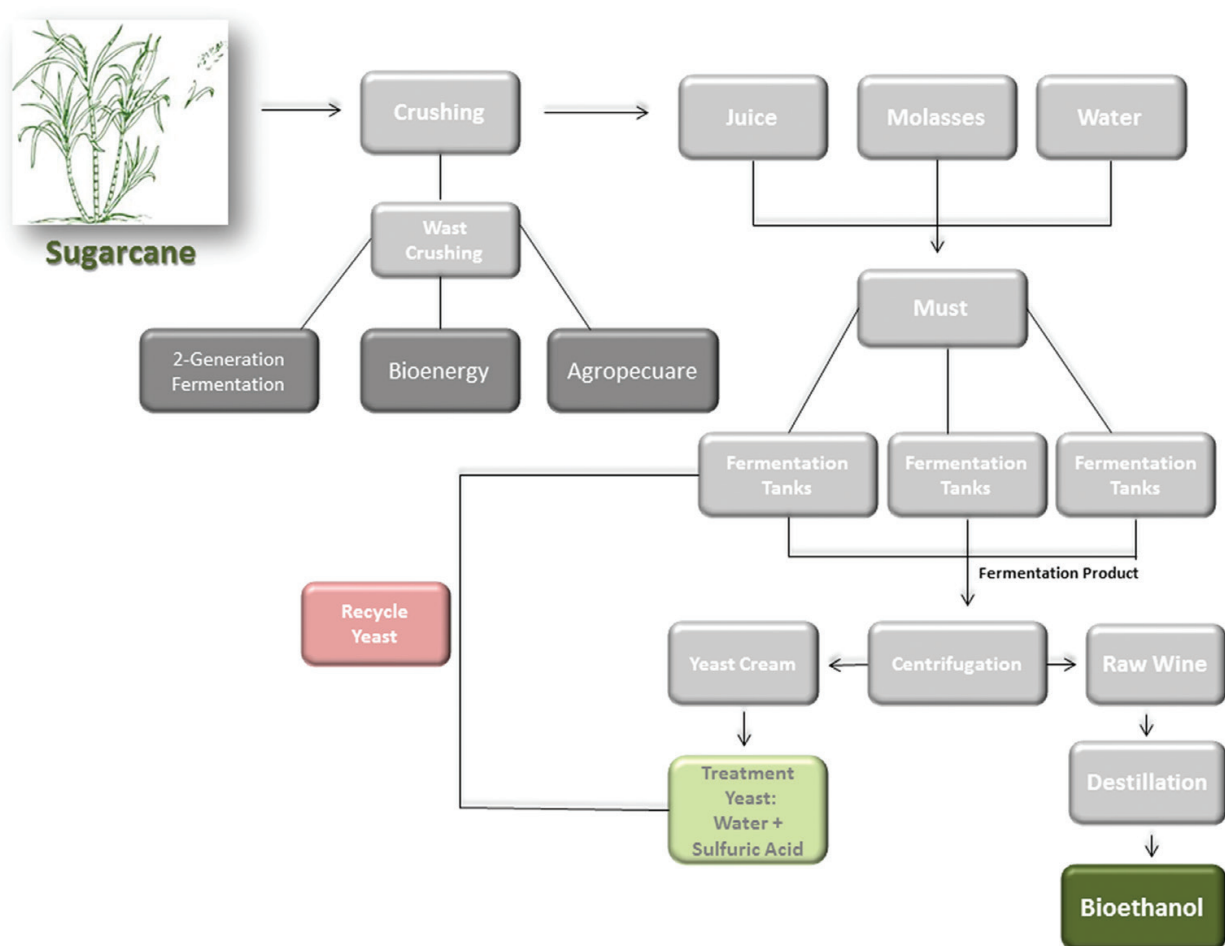 Sugarcane
Crushing
Juice
Molasses
Water
Wast
Crushing
2-Generation
Fermentation
Bioenergy
Agropecuare
Must
Fermentation
Tanks
Fermentation
Tanks
Fermentation
Tanks
Fermentation Product
Recycle
Yeast
Yeast Cream
Centrifugation
Raw Wine
Treatment
Yeast:
Water +
Sulfuric Acid
Destillation
Bioethanol